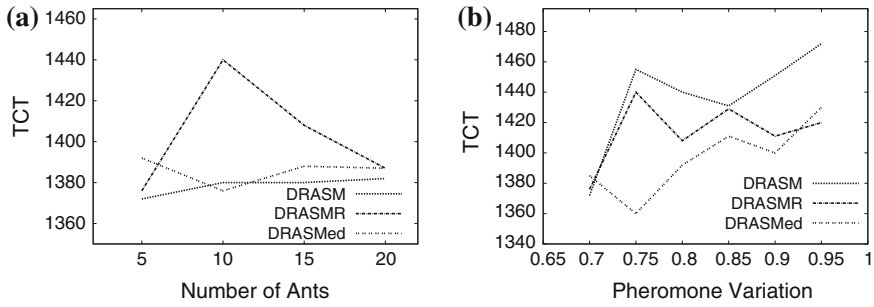 (a)
1460
1440
1420
1400
1380
1360
TCT
5 10 15 20
Number of Ants
DRASM
DRASMR
DRASMed
(b)
1480
1460
1440
1420
1400
1380
1360
1340
TCT
0.65 0.7 0.75 0.8 0.85 0.9 0.95 1
Pheromone Variation
DRASM
DRASMR
DRASMed